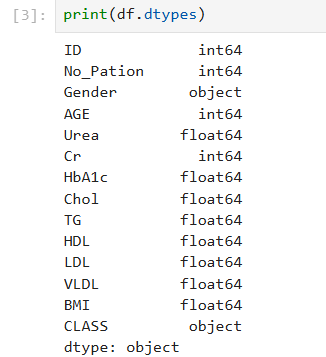 [3]: print(df.dtypes)
ID int64
No_Pation int64
Gender object
AGE int64
Urea float64
Cr int64
HbA1c float64
Chol float64
TG float64
HDL float64
LDL float64
VLDL float64
BMI float64
CLASS object
dtype: object